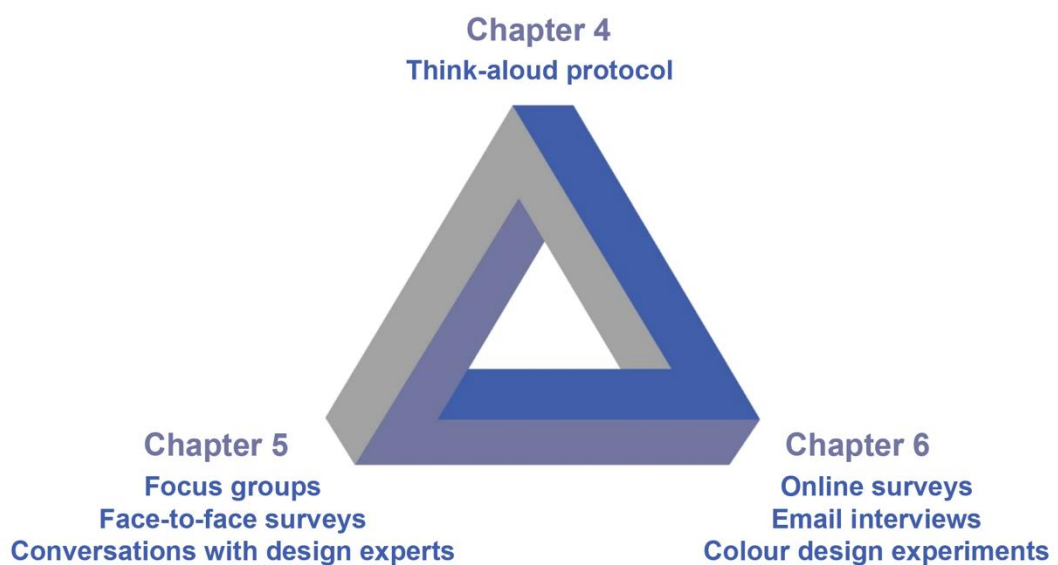 Chapter 4
Think-aloud protocol
Chapter 5
Focus groups
Face-to-face surveys
Conversations with design experts
Chapter 6
Online surveys
Email interviews
Colour design experiments